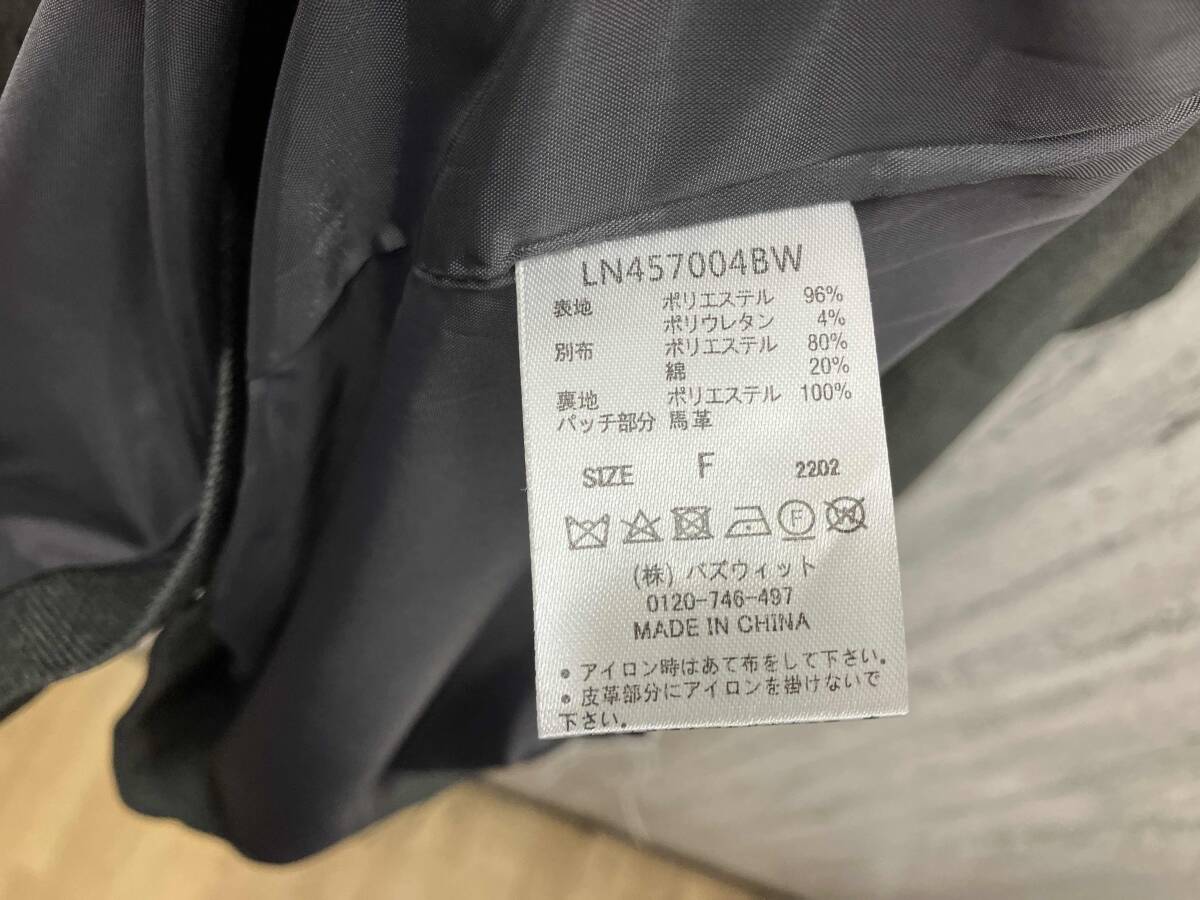 LN457004BW
表地 ポリエステル 96%
ポリウレタン 4%
別布 ポリエステル 80%
綿 20%
裏地 ポリエステル 100%
パッチ部分 馬革
SIZE F 2202
F W
(株) バズウィット
0120-746-497
MADE IN CHINA
• アイロン時はあて布をして下さい。
• 皮革部分にアイロンを掛けないで
下さい。